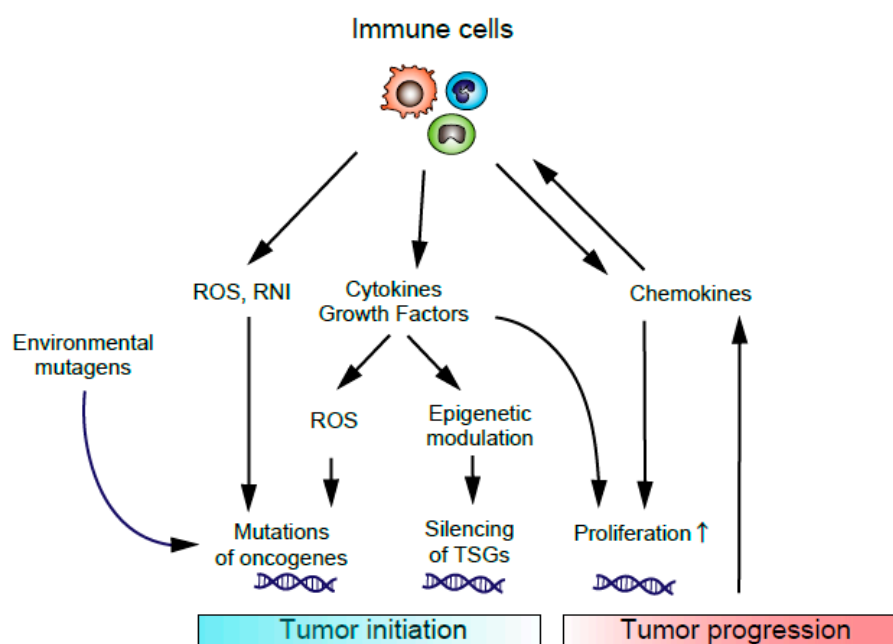 Immune cells
ROS, RNI
Cytokines
Growth Factors
Chemokines
Environmental
mutagens
ROS
Epigenetic
modulation
Mutations
of oncogenes
Silencing
of TSGs
Proliferation ↑
Tumor initiation
Tumor progression